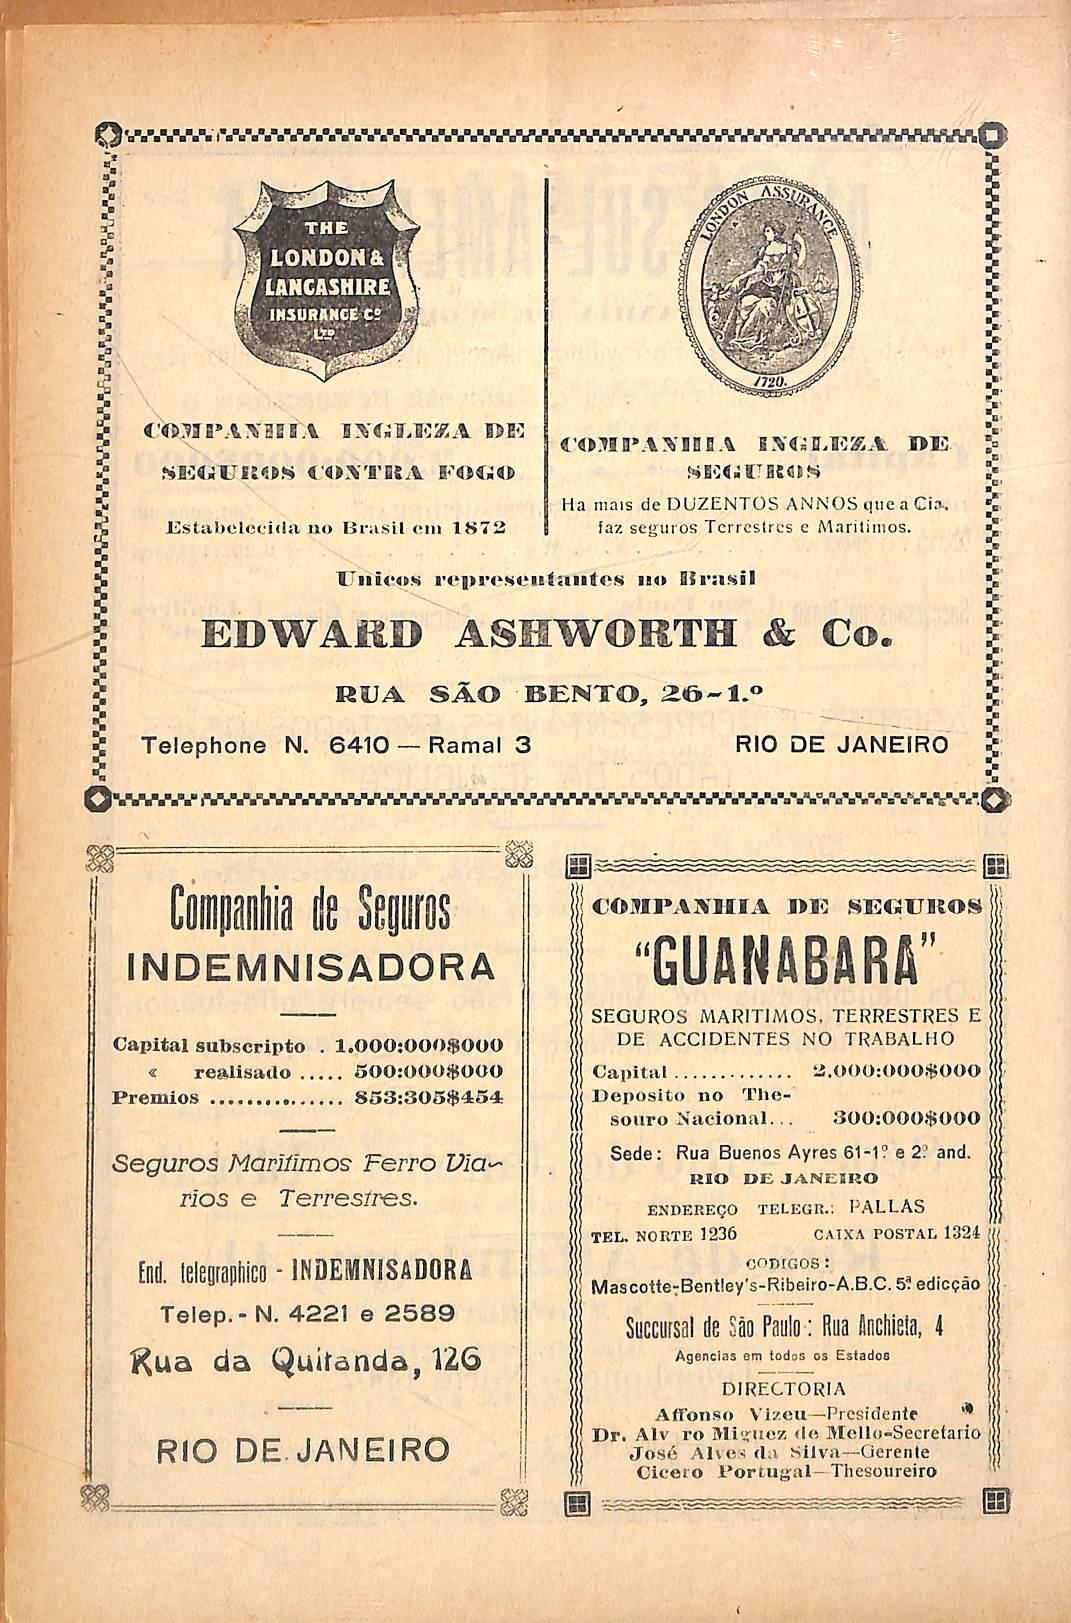 THE
LONDON &
LANCASHIRE
INSURANCE Cº
LTD
COMPANHIA INGLEZA DE
SEGUROS CONTRA FOGO
Estabelecida no Brasil em 1872
LONDON ASSURANCE
1720.
COMPANHIA INGLEZA DE
SEGUROS
Ha mais de DUZENTOS ANNOS que a Cia.
faz seguros Terrestres e Maritimos.
Unicos representantes no Brasil
EDWARD ASHWORTH & Co.
RUA SÃO BENTO, 26-1.º
Telephone N. 6410 — Ramal 3 RIO DE JANEIRO
Companhia de Seguros
INDEMNISADORA
Capital subscripto . 1.000:000$000
« realisado ..... 500:000$000
Premios ............... 853:305$454
Seguros Maritimos Ferro Via-
rios e Terrestres.
End. telegraphico - INDEMNISADORA
Telep. - N. 4221 e 2589
Rua da Quitanda, 126
RIO DE JANEIRO
COMPANHIA DE SEGUROS
"GUANABARA"
SEGUROS MARITIMOS, TERRESTRES E
DE ACCIDENTES NO TRABALHO
Capital ............. 2.000:000$000
Deposito no The-
souro Nacional... 300:000$000
Sede: Rua Buenos Ayres 61-1º e 2º and.
RIO DE JANEIRO
ENDEREÇO TELEGR.: PALLAS
TEL. NORTE 1236 CAIXA POSTAL 1324
CODIGOS:
Mascotte-Bentley's-Ribeiro-A.B.C. 5ª edicção
Succursal de São Paulo: Rua Anchieta, 4
Agencias em todos os Estados
DIRECTORIA
Affonso Vizeu—Presidente
Dr. Alv ro Miguez de Mello-Secretario
José Alves da Silva—Gerente
Cicero Portugal—Thesoureiro